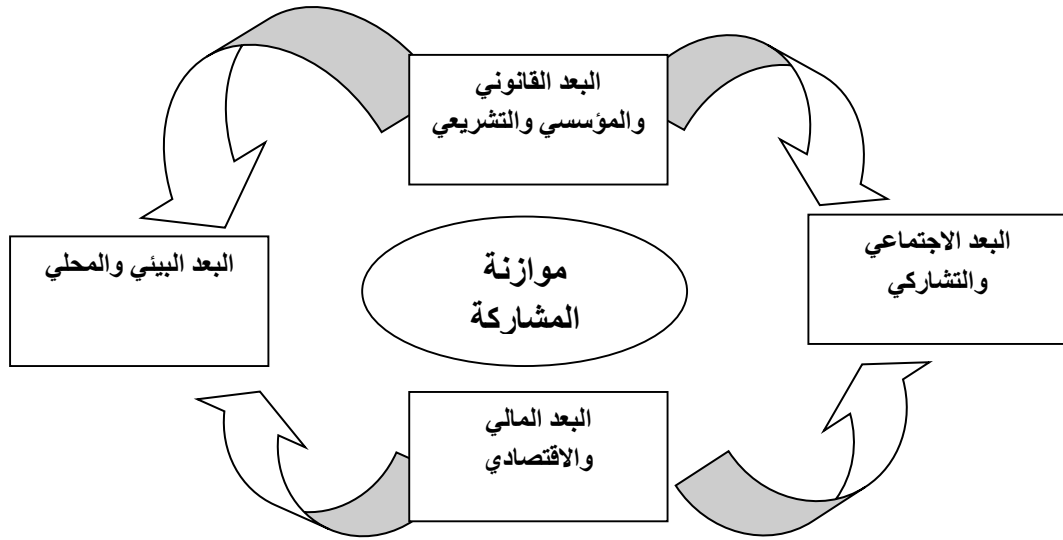 البعد القانوني
والمؤسسي والتشريعي
البعد الاجتماعي
والتشاركي
البعد البيئي والمحلي
موازنة
المشاركة
البعد المالي
والاقتصادي